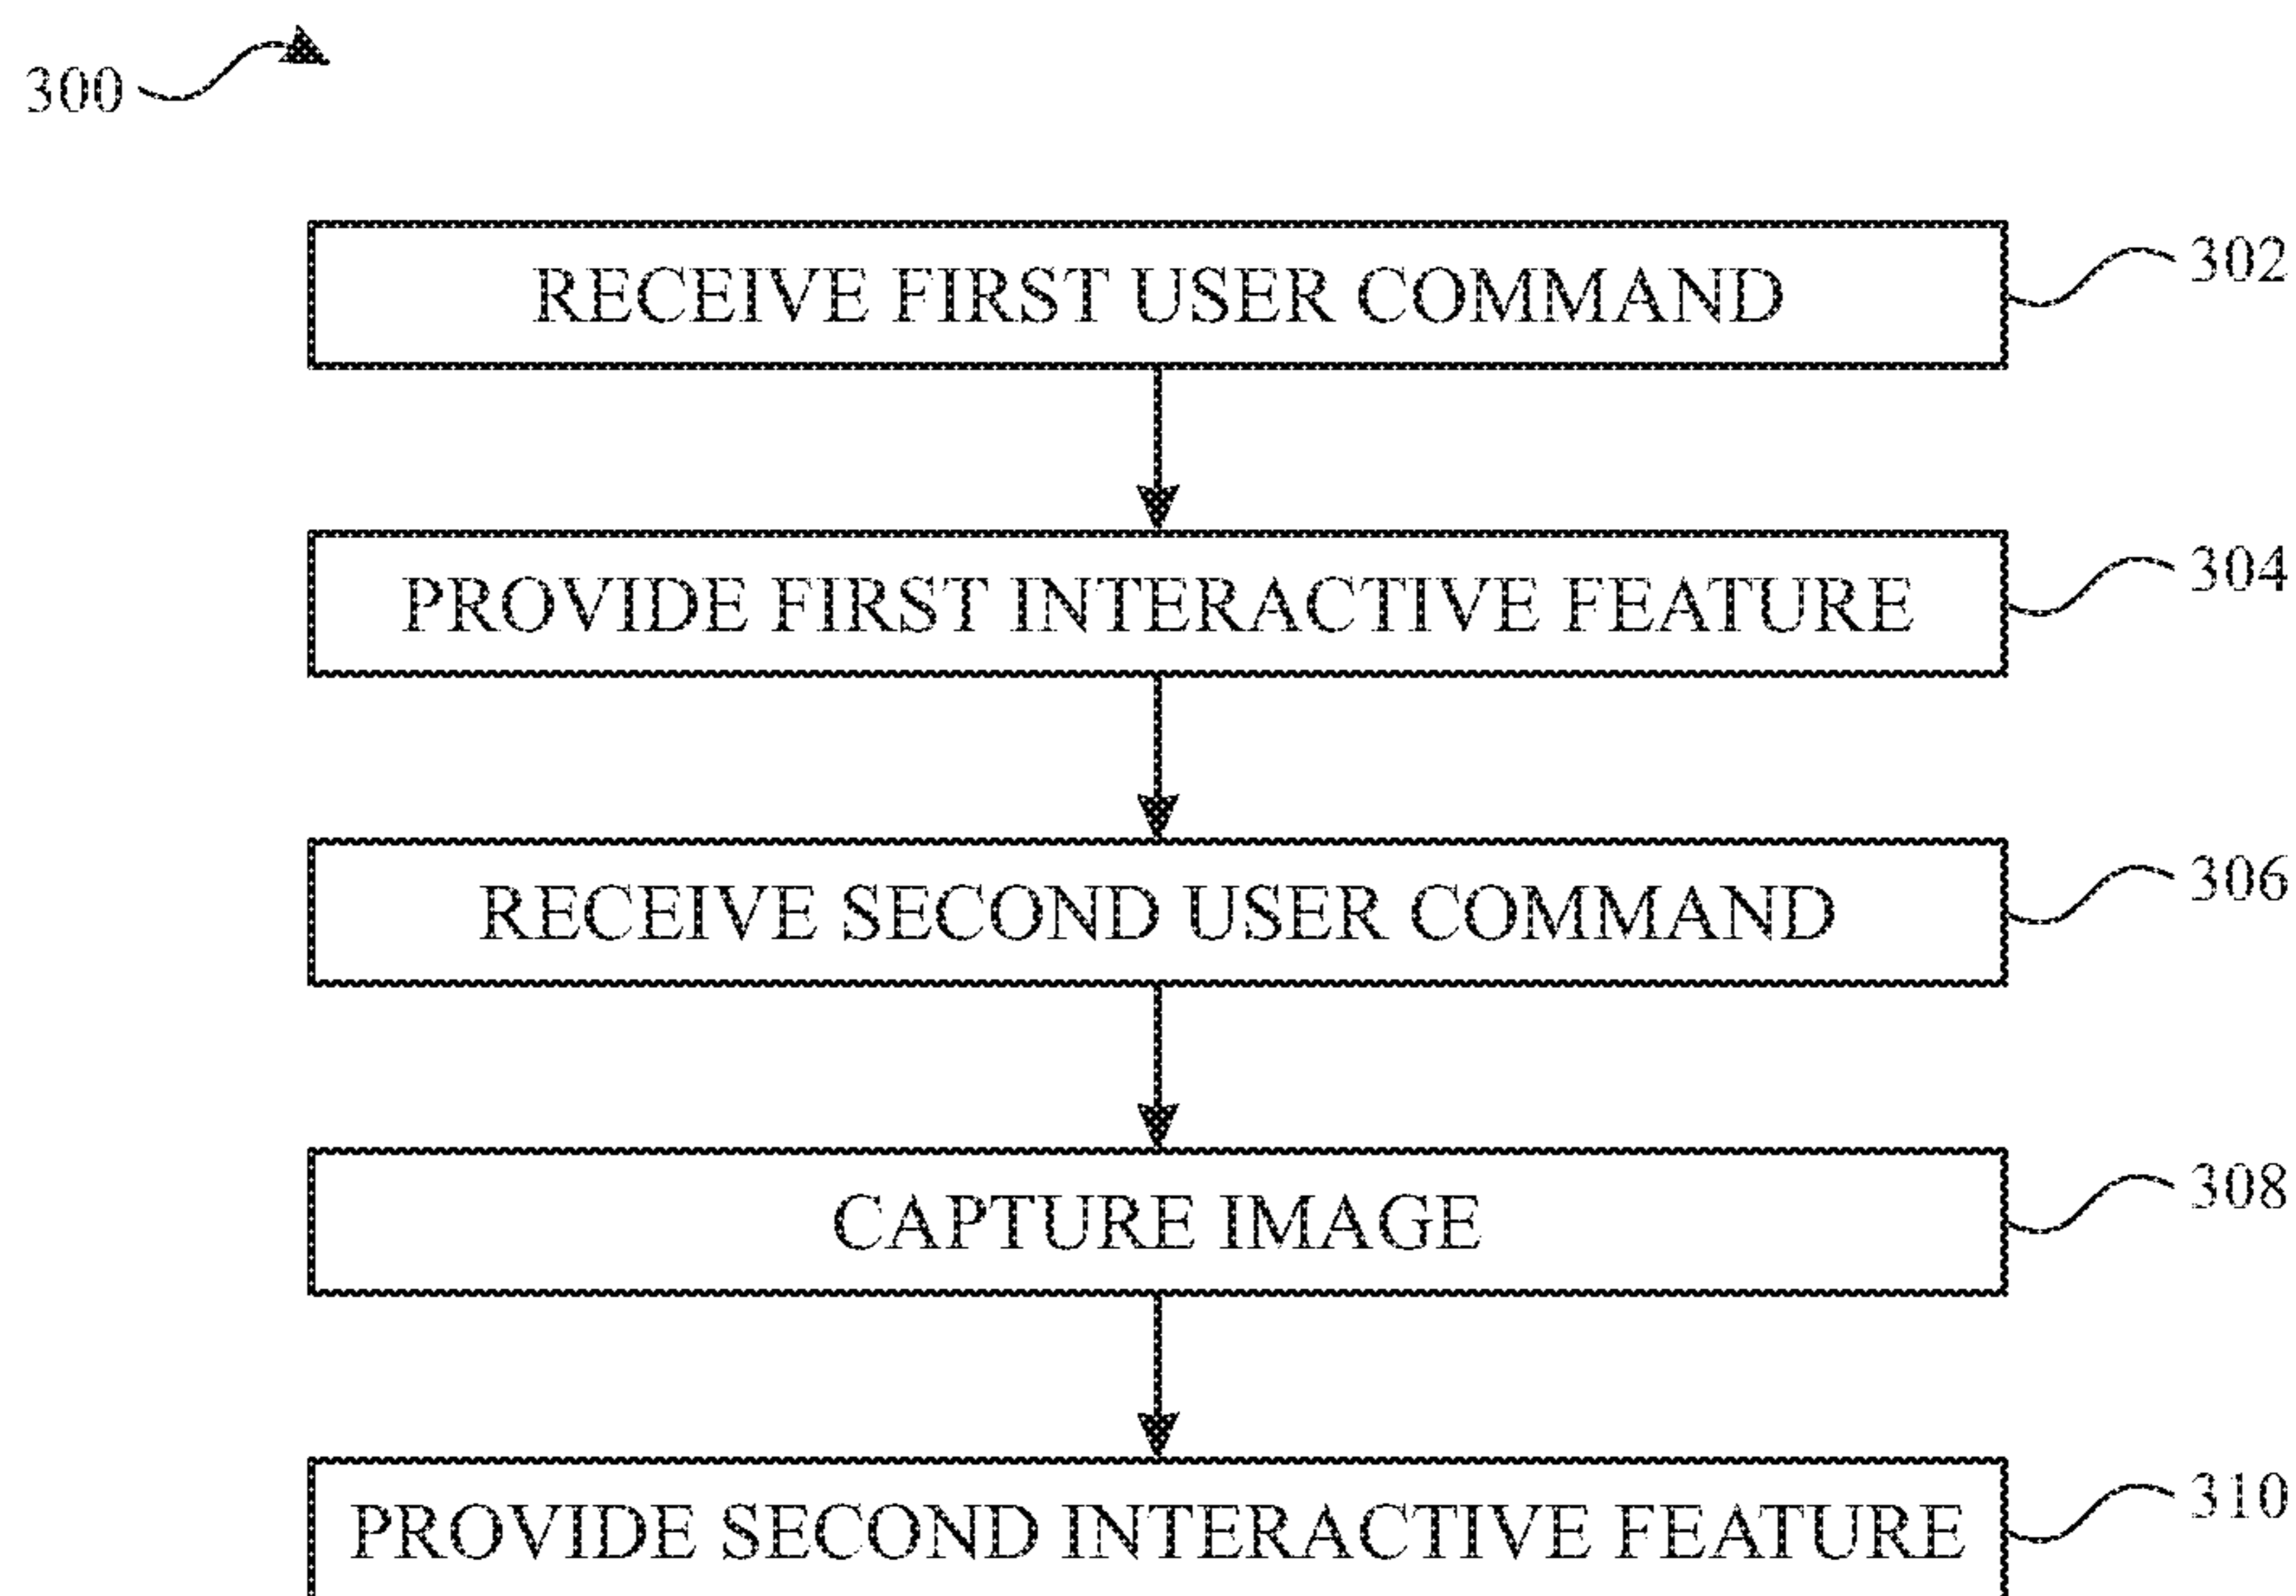 300
RECEIVE FIRST USER COMMAND
302
PROVIDE FIRST INTERACTIVE FEATURE
304
RECEIVE SECOND USER COMMAND
306
CAPTURE IMAGE
308
PROVIDE SECOND INTERACTIVE FEATURE
310